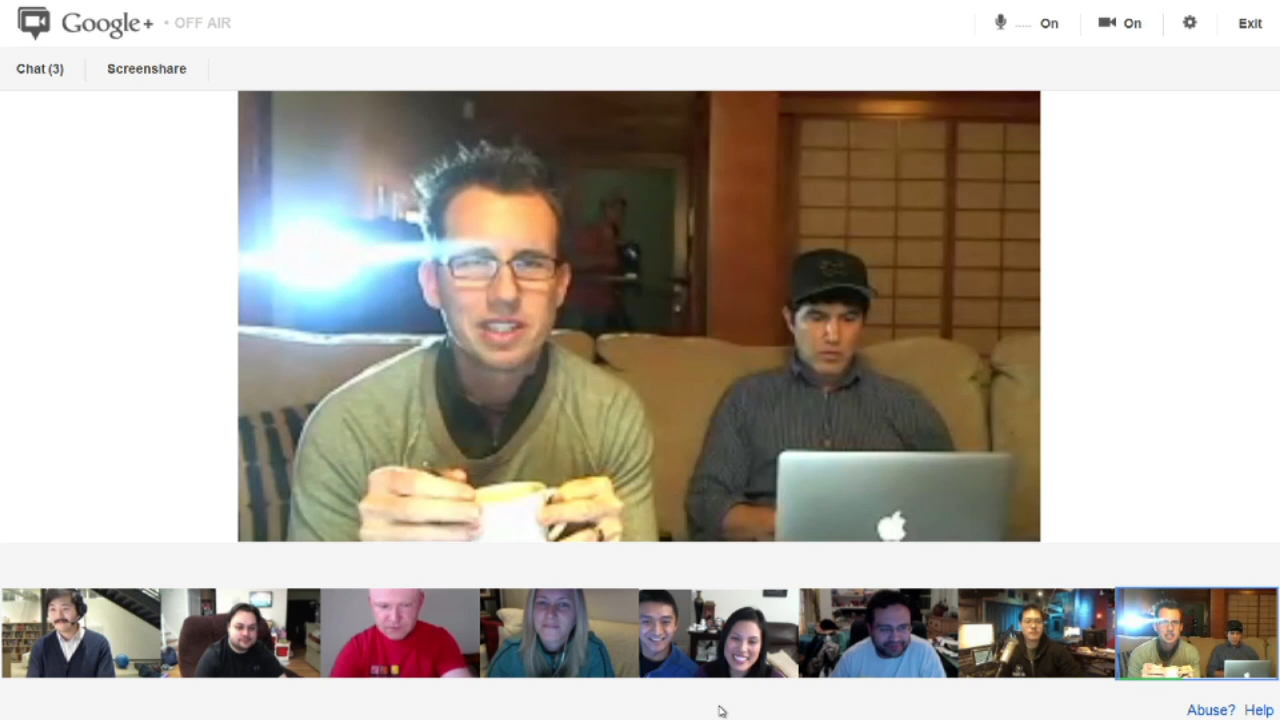 Google+ • OFF AIR
On
On
Exit
Chat (3)
Screenshare
Abuse? Help